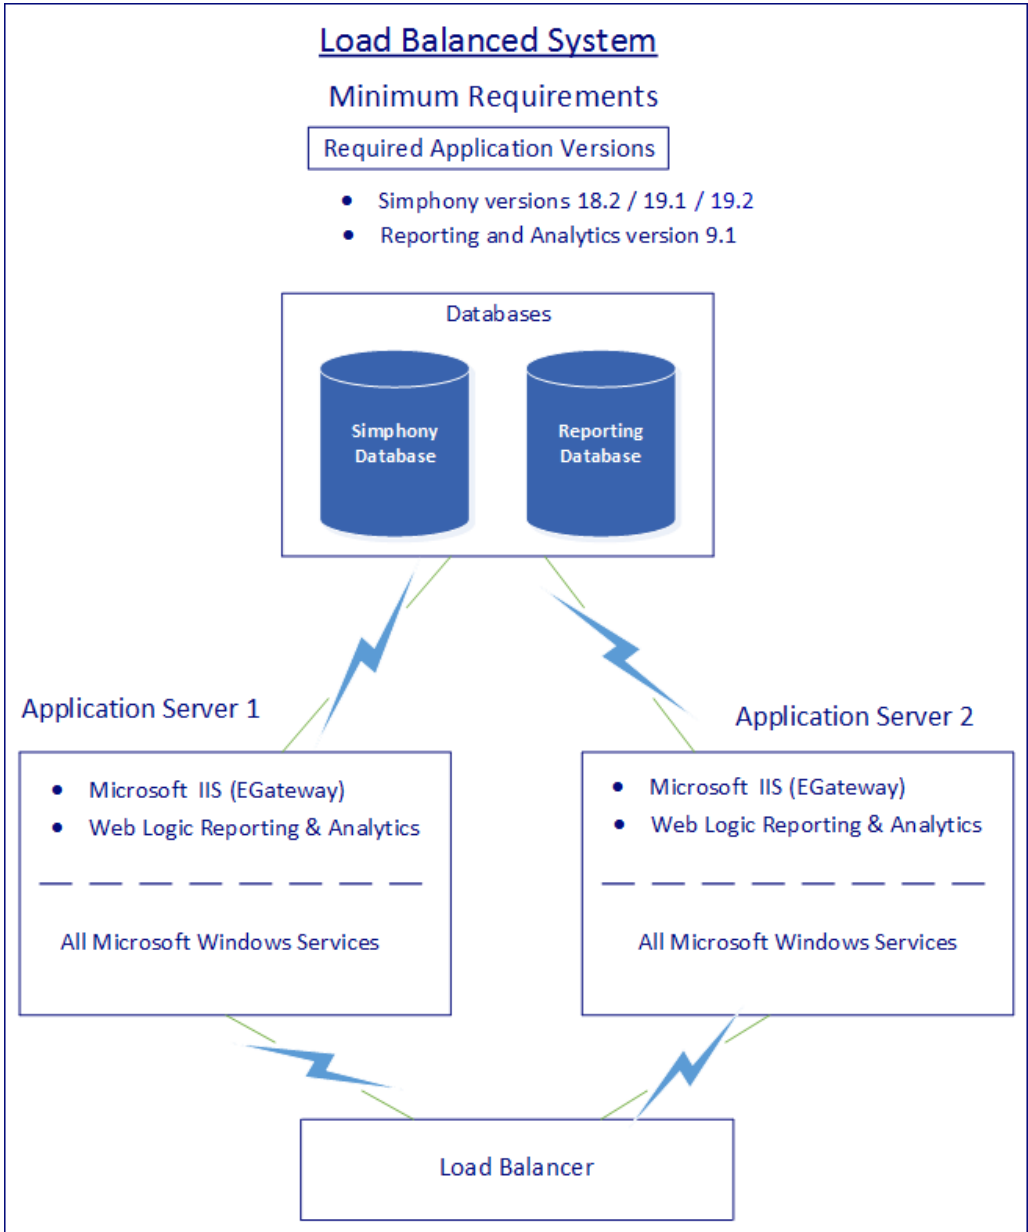 Load Balanced System
Minimum Requirements
Required Application Versions
• Simphony versions 18.2 / 19.1 / 19.2
• Reporting and Analytics version 9.1
Databases
Simphony
Database
Reporting
Database
Application Server 1
• Microsoft IIS (EGateway)
• Web Logic Reporting & Analytics
All Microsoft Windows Services
Application Server 2
• Microsoft IIS (EGateway)
• Web Logic Reporting & Analytics
All Microsoft Windows Services
Load Balancer